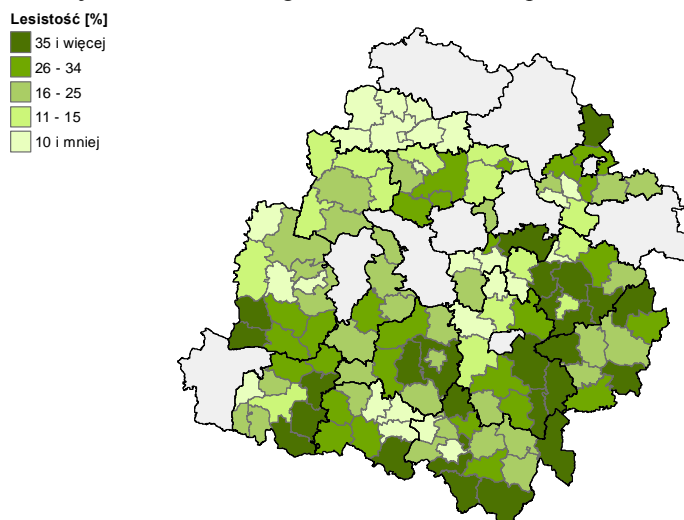 Lesistość [%]
35 i więcej
26 - 34
16 - 25
11 - 15
10 i mniej